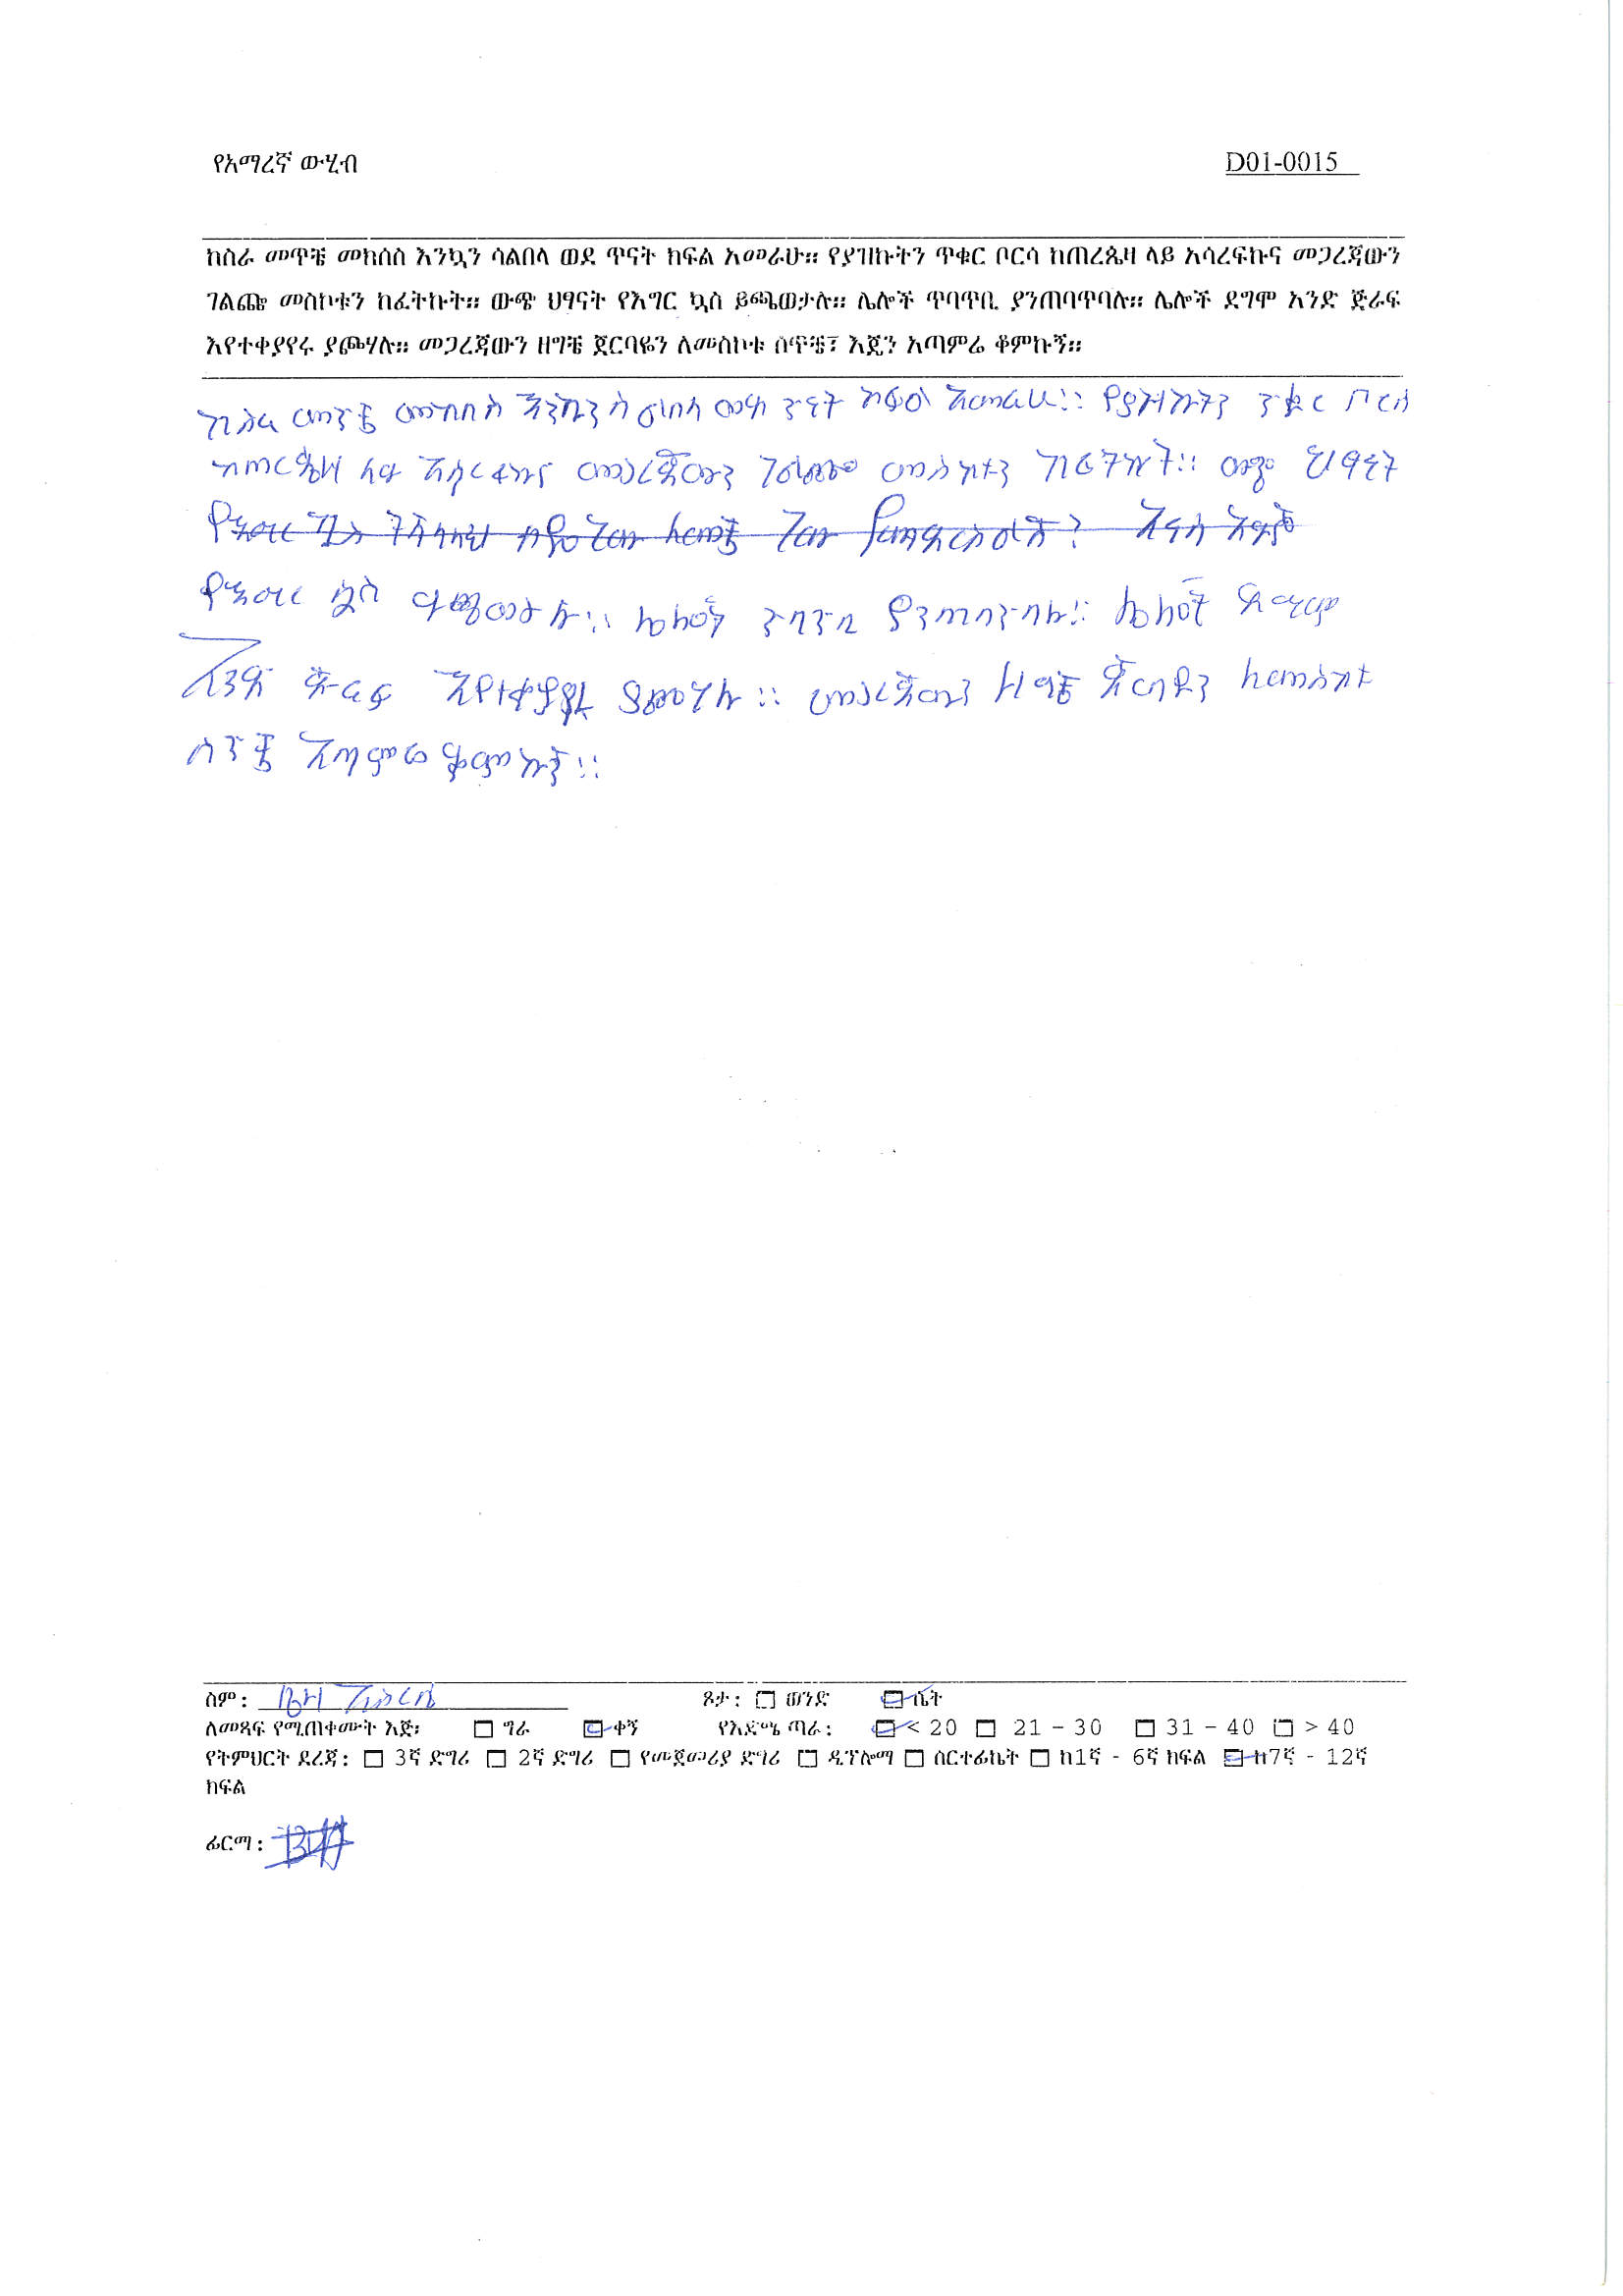 የአማረኛ ውሂብ
D01-0015
ከስራ መጥቼ መክሰስ እንኳን ሳልበላ ወደ ጥናት ክፍል አመራሁ። የያዝኩትን ጥቁር ቦርሳ ከጠረጴዛ ላይ አሳረፍኩና መጋረጃውን
ገልጬ መስኮቱን ከፈትኩት። ውጭ ህፃናት የእግር ኳስ ይጫወታሉ። ሌሎች ጥባጥቢ ያንጠባጥባሉ። ሌሎች ደግሞ አንድ ጅራፍ
እየተቀያየሩ ያጮሃሉ። መጋረጃውን ዘግቼ ጀርባዬን ለመስኮቱ ሰጥቼ፣ እጄን አጣምሬ ቆምኩኝ።
ከስራ መጥቼ መክሰስ እንኳን ሳልበላ ወደ ጥናት ክፍል አመራሁ። የያዝኩትን ጥቁር ቦርሳ
ከጠረጴዛ ላይ አሳረፍኩና መጋረጃውን ገልጬ መስኮቱን ከፈትኩት። ውጭ ህፃናት
የእግር ኳስ ይጫወታሉ። ሌሎች ጥባጥቢ ያንጠባጥባሉ። ሌሎች ደግሞ
አንድ ጅራፍ እየተቀያየሩ ያጮሃሉ። መጋረጃውን ዘግቼ ጀርባዬን ለመስኮቱ
ሰጥቼ አጣምሬ ቆምኩኝ።
ስም: ጾታ: ወንድ ሴት
ለመጻፍ የሚጠቀሙት እጅ: ግራ ቀኝ የእድሜ ጣራ: < 20 21 – 30 31 – 40 > 40
የትምህርት ደረጃ: 3ኛ ድግሪ 2ኛ ድግሪ የመጀመሪያ ድግሪ ዲፕሎማ ሰርተፊኬት ከ1ኛ - 6ኛ ክፍል ከ7ኛ - 12ኛ
ክፍል
ፊርማ: